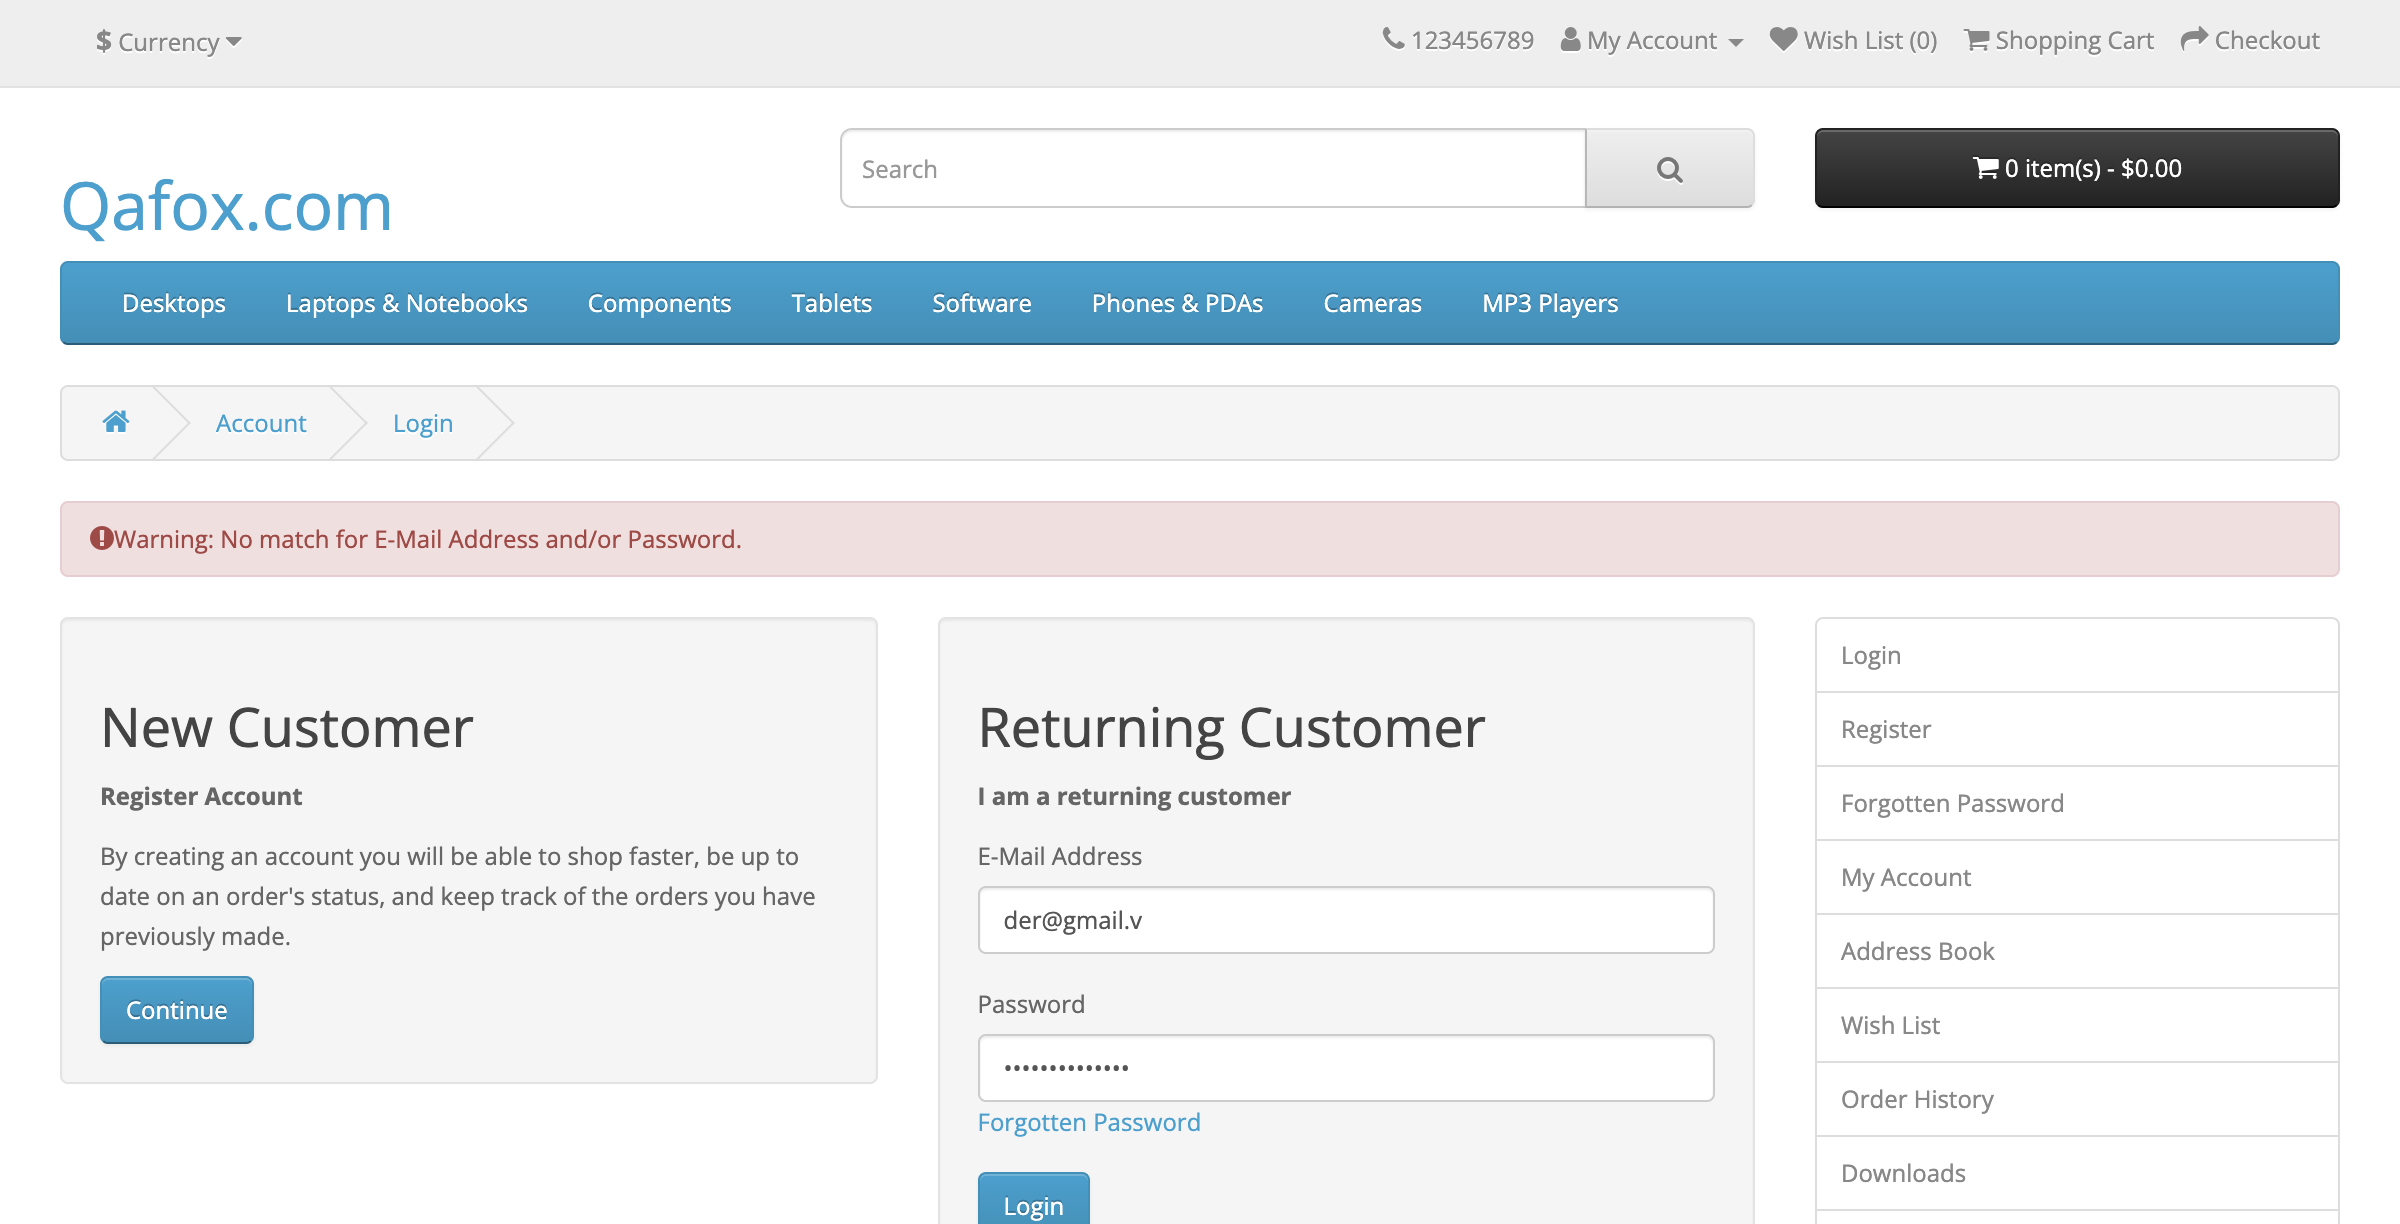 $ Currency
123456789 My Account Wish List (0) Shopping Cart Checkout
Qafox.com
Search
0 item(s) - $0.00
Desktops Laptops & Notebooks Components Tablets Software Phones & PDAs Cameras MP3 Players
Account Login
Warning: No match for E-Mail Address and/or Password.
New Customer
Register Account
By creating an account you will be able to shop faster, be up to
date on an order's status, and keep track of the orders you have
previously made.
Continue
Returning Customer
I am a returning customer
E-Mail Address
der@gmail.v
Password
••••••••••••••
Forgotten Password
Login
Login
Register
Forgotten Password
My Account
Address Book
Wish List
Order History
Downloads